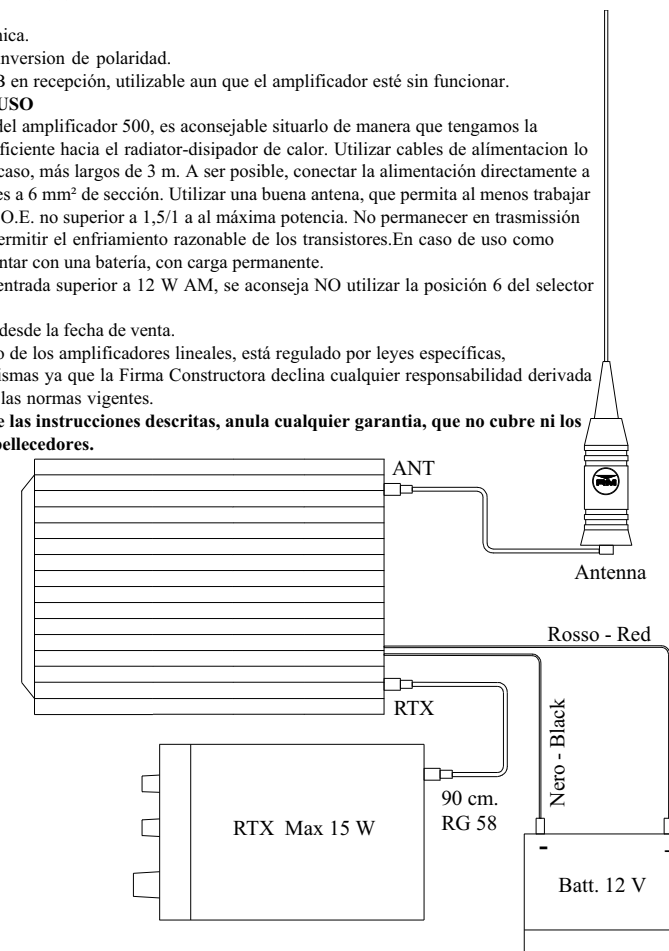 nica.
nversion de polaridad.
B en recepción, utilizable aun que el amplificador esté sin funcionar.
USO
del amplificador 500, es aconsejable situarlo de manera que tengamos la
ficiente hacia el radiator-disipador de calor. Utilizar cables de alímentacion lo
caso, más largos de 3 m. A ser posible, conectar la alimentación directamente a
es a 6 mm² de sección. Utilizar una buena antena, que permita al menos trabajar
O.E. no superior a 1,5/1 a al máxima potencia. No permanecer en trasmissión
ermitir el enfriamiento razonable de los transistores.En caso de uso como
ntar con una batería, con carga permanente.
entrada superior a 12 W AM, se aconseja NO utilizar la posición 6 del selector
desde la fecha de venta.
o de los amplificadores lineales, está regulado por leyes específicas,
ismas ya que la Firma Constructora declina cualquier responsabilidad derivada
las normas vigentes.
e las instrucciones descritas, anula cualquier garantia, que no cubre ni los
bellecedores.
ANT
Antenna
Rosso - Red
RTX
Nero - Black
90 cm.
RG 58
RTX Max 15 W
-
Batt. 12 V